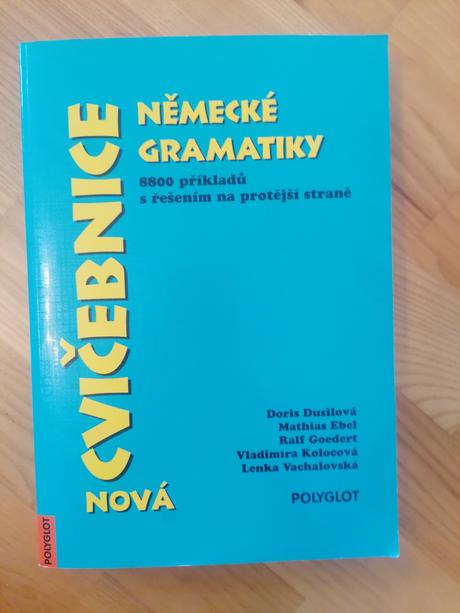 NOVÁ
CVIČEBNICE
NĚMECKÉ
GRAMATIKY
8800 příkladů
s řešením na protější straně
Doris Dusilová
Mathias Ebel
Ralf Goedert
Vladimíra Kolocová
Lenka Vachalovská
POLYGLOT
POLYGLOT